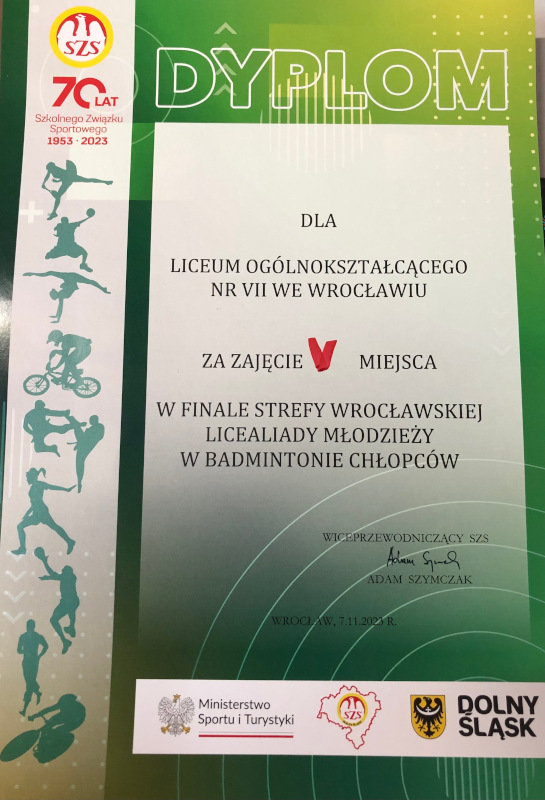 SZS
70 LAT
Szkolnego Związku
Sportowego
1953 · 2023
DYPLOM
DLA
LICEUM OGÓLNOKSZTAŁCĄCEGO
NR VII WE WROCŁAWIU
ZA ZAJĘCIE V MIEJSCA
W FINALE STREFY WROCŁAWSKIEJ
LICEALIADY MŁODZIEŻY
W BADMINTONIE CHŁOPCÓW
WICEPRZEWODNICZĄCY SZS
ADAM SZYMCZAK
WROCŁAW, 7.11.2023 R.
Ministerstwo
Sportu i Turystyki
SZS
DOLNY
ŚLĄSK